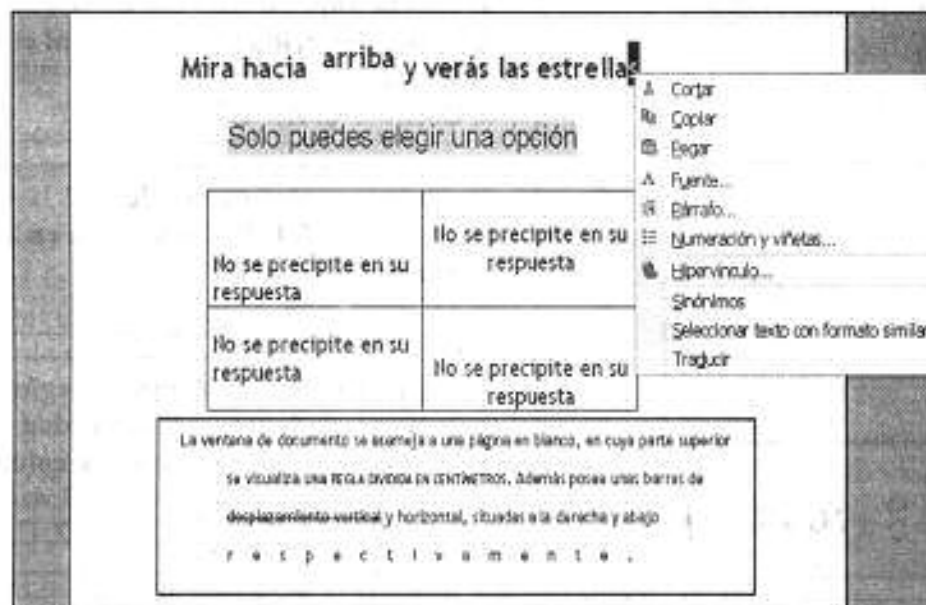 Mira hacia arriba y verás las estrellas
Solo puedes elegir una opción
No se precipite en su
respuesta
No se precipite en su
respuesta
No se precipite en su
respuesta
No se precipite en su
respuesta
Cortar
Copiar
Pegar
Fuente...
Párrafo...
Numeración y viñetas...
Hipervínculo...
Sinónimos
Seleccionar texto con formato similar
Traducir
La ventana de documento se asemeja a una página en blanco, en cuya parte superior
se visualiza UNA REGLA DIVIDIDA EN CENTÍMETROS. Además posee unas barras de
desplazamiento vertical y horizontal, situadas a la derecha y abajo
respectivamente.